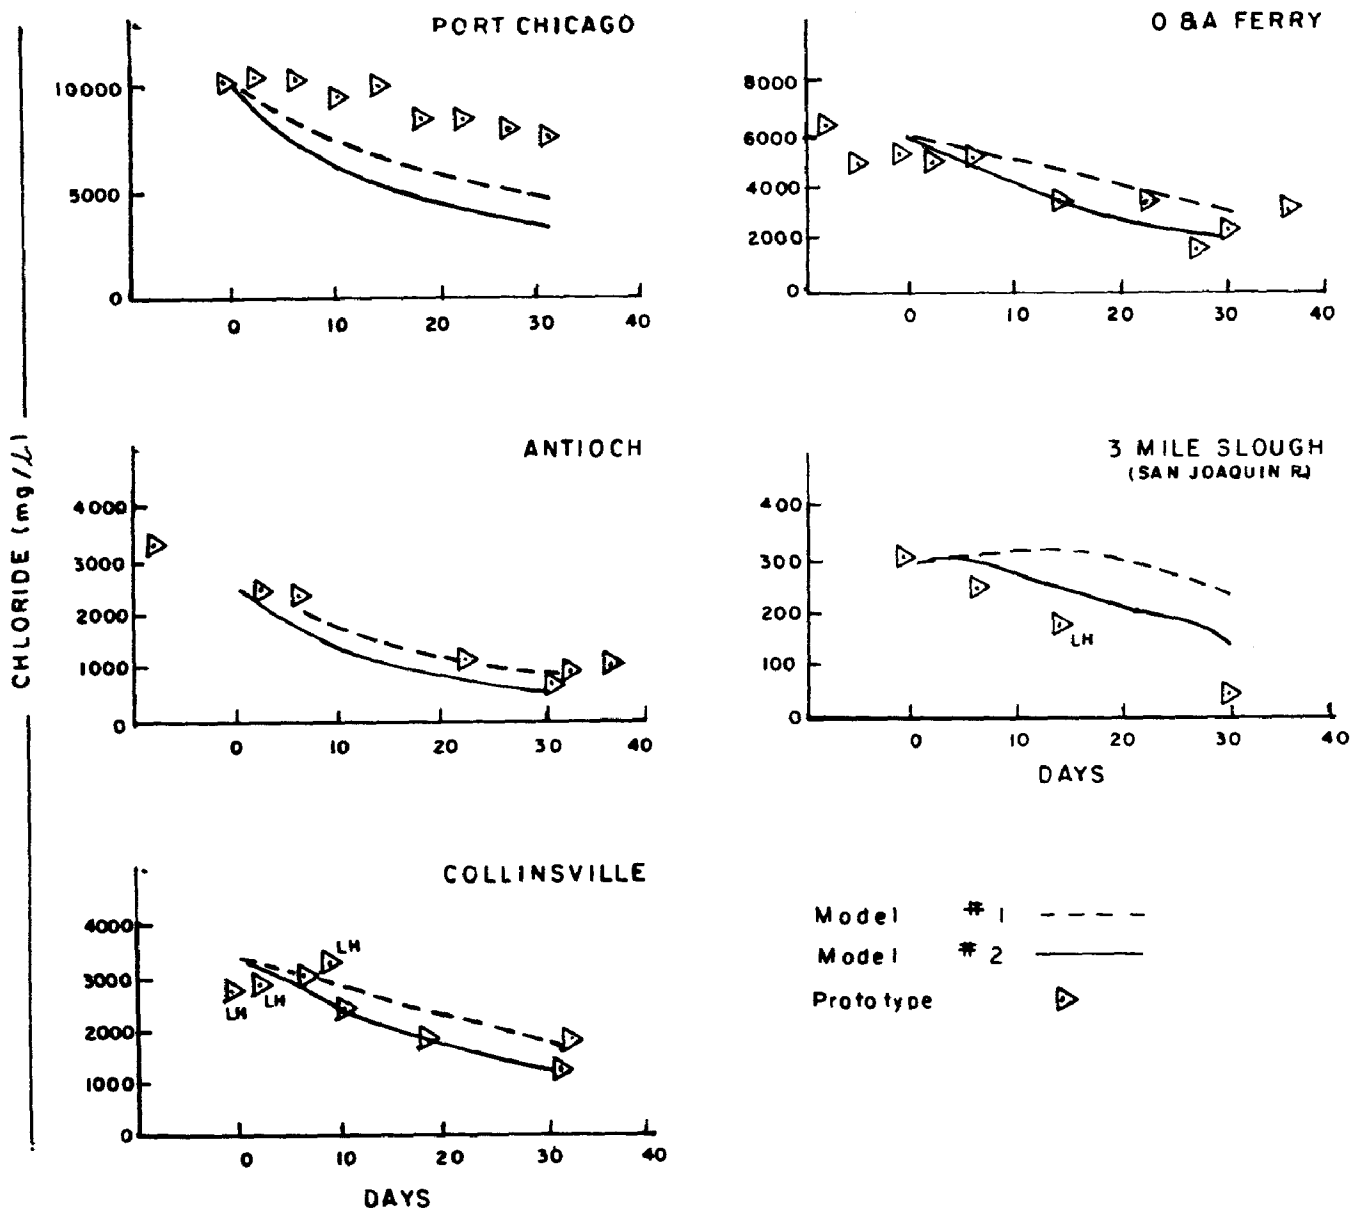 CHLORIDE (mg/l)
PORT CHICAGO
10000
5000
0
0 10 20 30 40
O &A FERRY
8000
6000
4000
2000
0
0 10 20 30 40
ANTIOCH
4000
3000
2000
1000
0
0 10 20 30 40
3 MILE SLOUGH
(SAN JOAQUIN R.)
400
300
200
100
0
LH
0 10 20 30 40
DAYS
COLLINSVILLE
4000
3000
2000
1000
0
LH
LH
LH
0 10 20 30 40
DAYS
Model # 1
Model # 2
Prototype